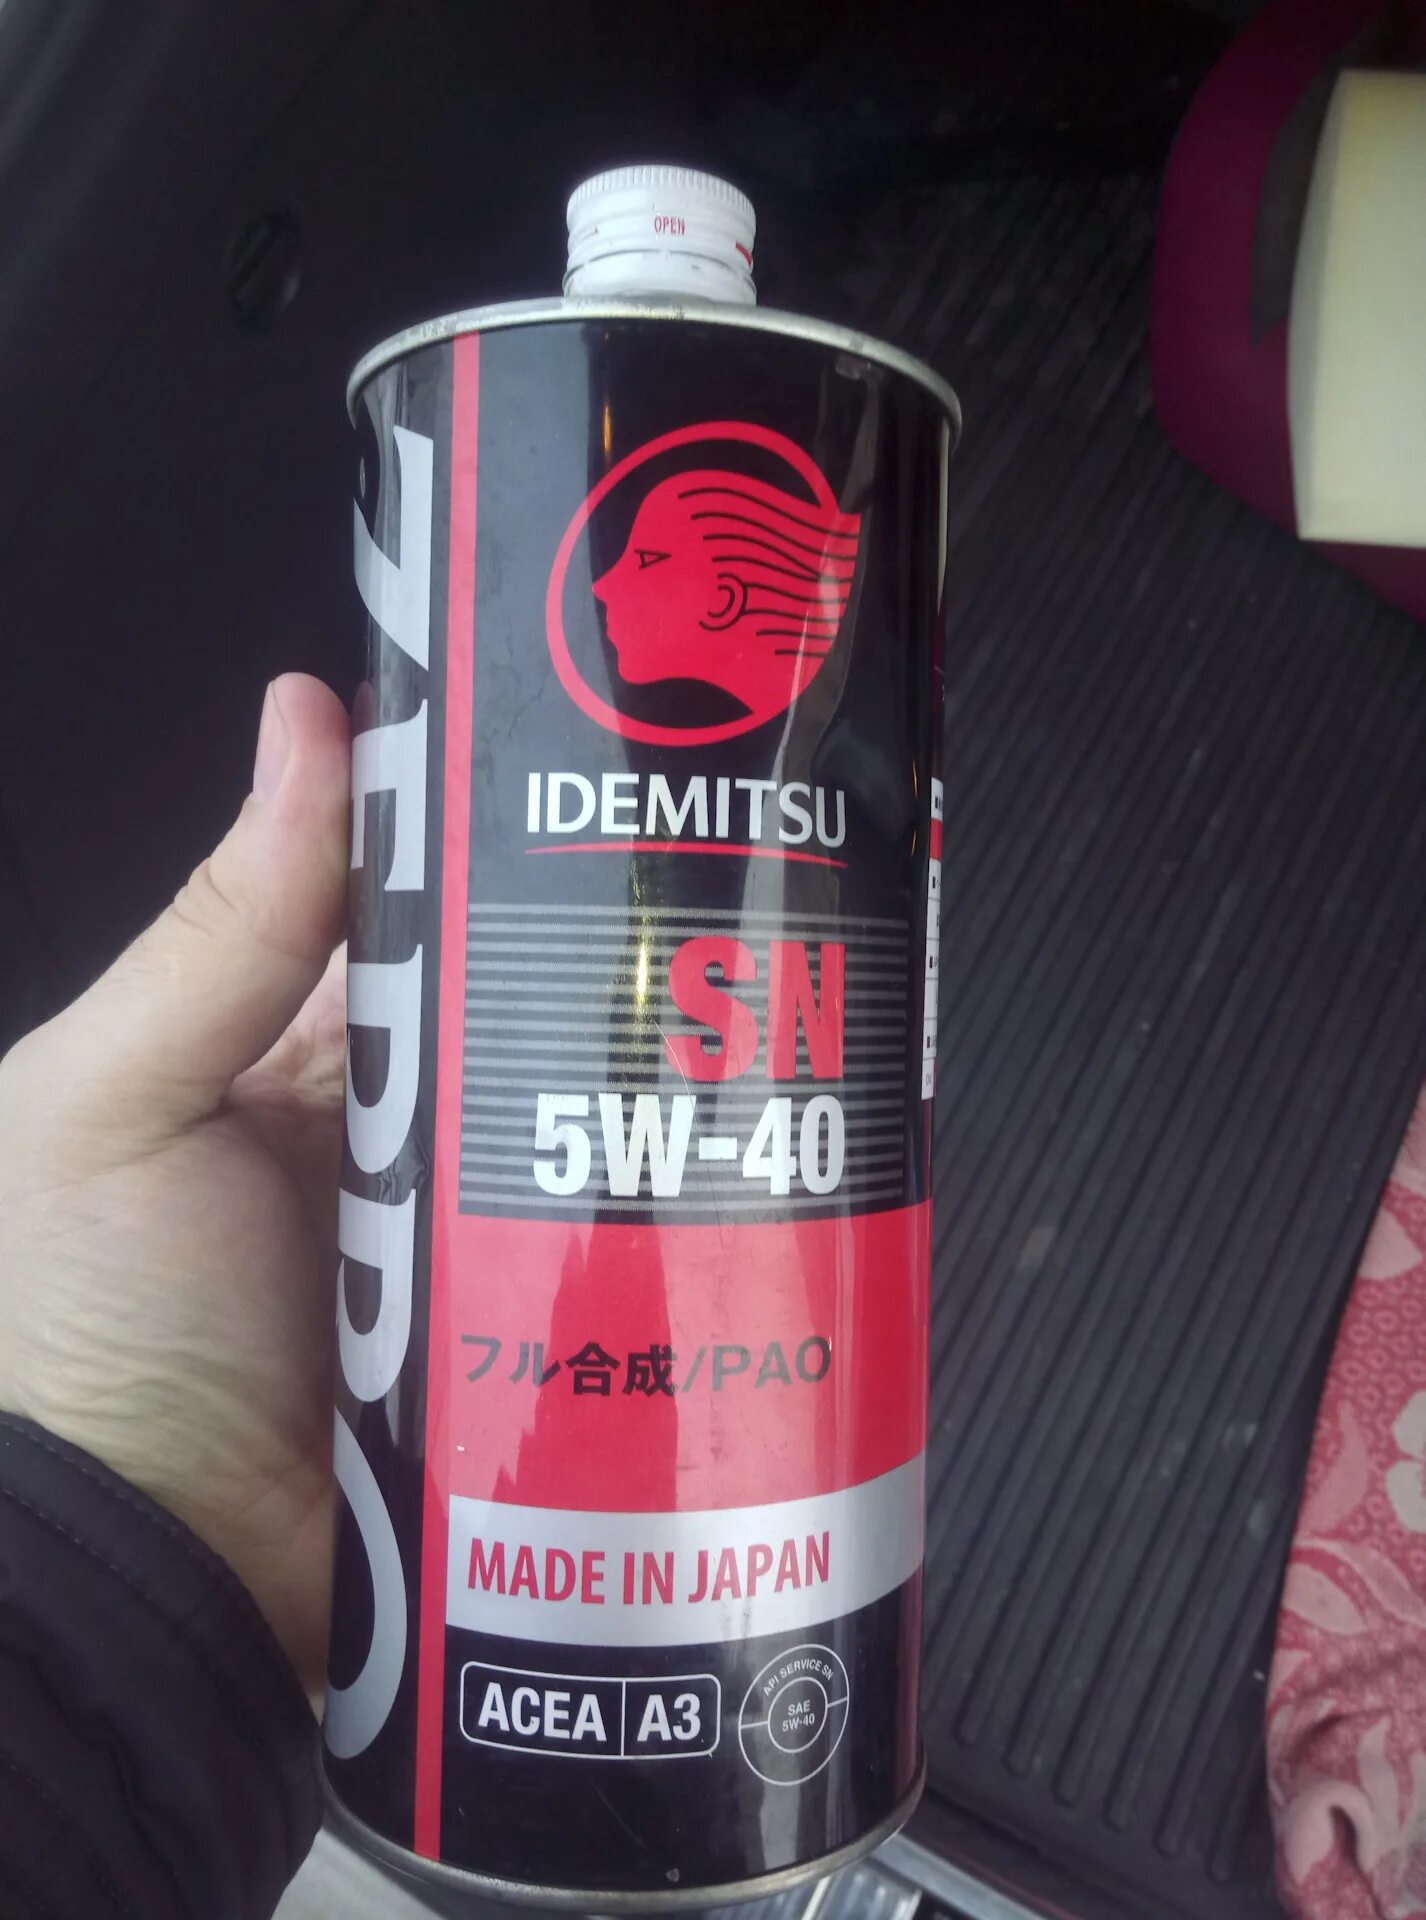 OPEN
ZEPRO
IDEMITSU
SN
5W-40
フル合成/PAO
MADE IN JAPAN
ACEA A3
API SERVICE SN
SAE
5W-40